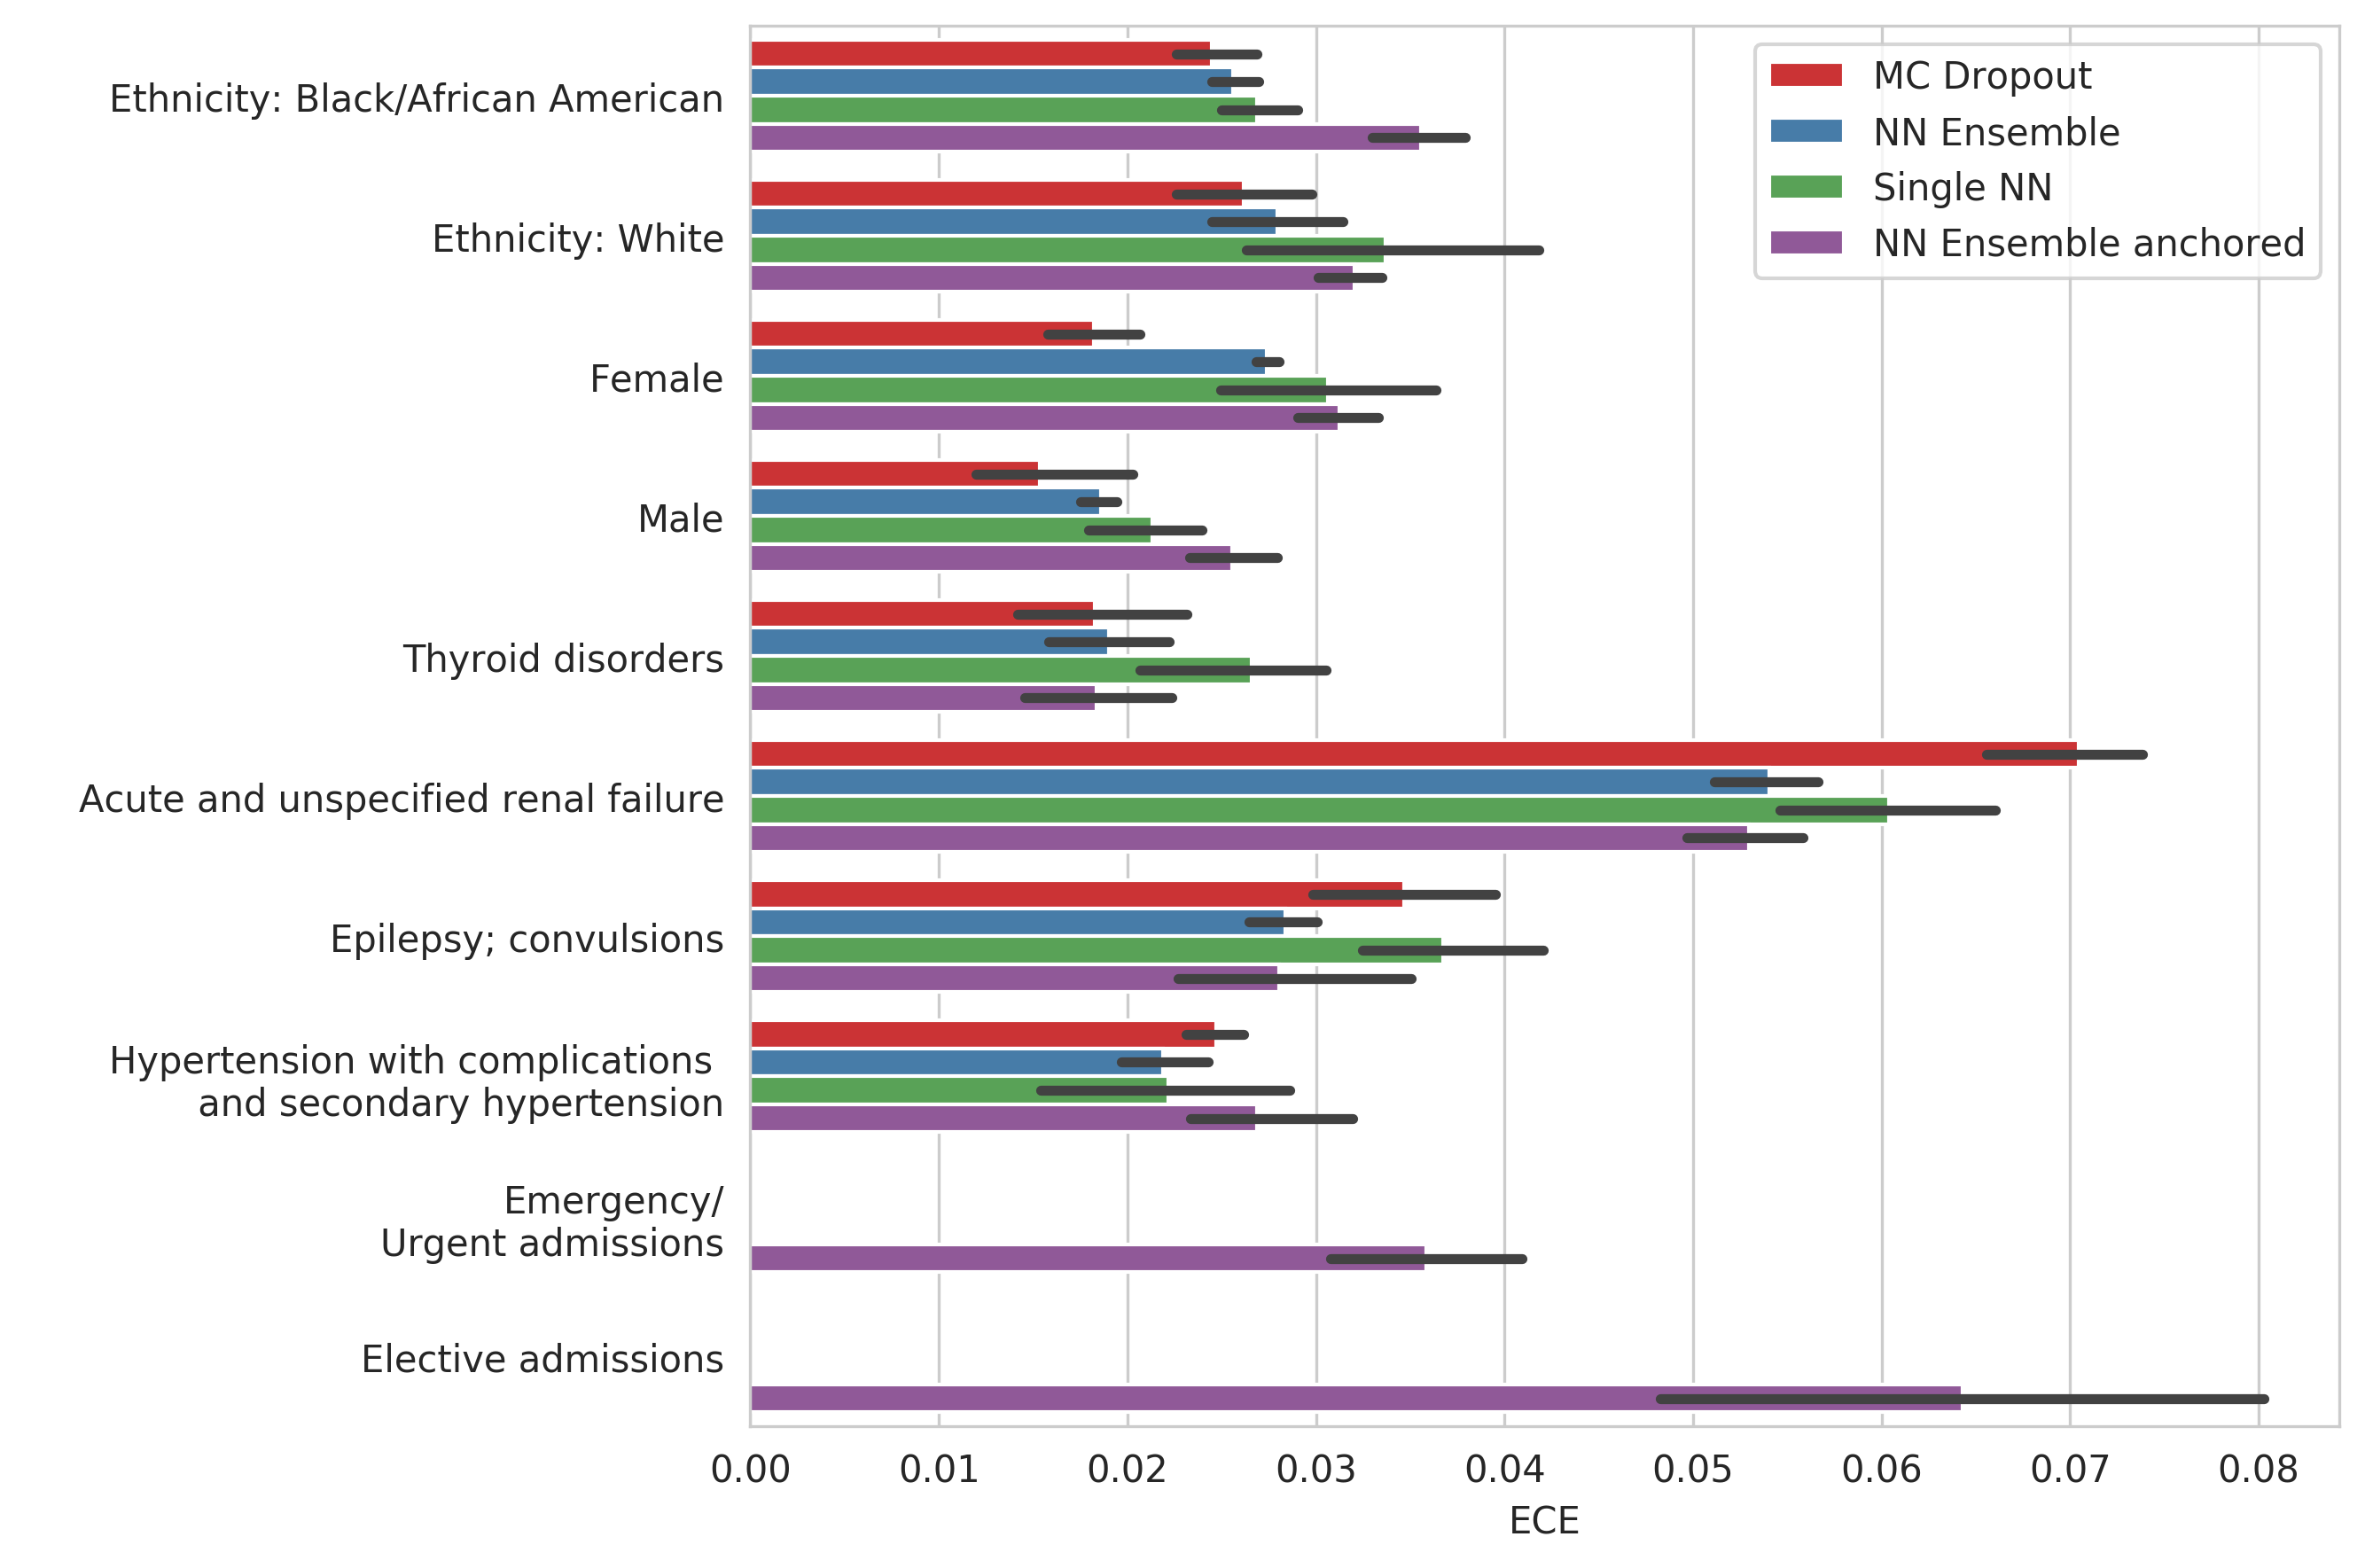 Ethnicity: Black/African American
Ethnicity: White
Female
Male
Thyroid disorders
Acute and unspecified renal failure
Epilepsy; convulsions
Hypertension with complications
and secondary hypertension
Emergency/
Urgent admissions
Elective admissions
MC Dropout
NN Ensemble
Single NN
NN Ensemble anchored
0.00 0.01 0.02 0.03 0.04 0.05 0.06 0.07 0.08
ECE